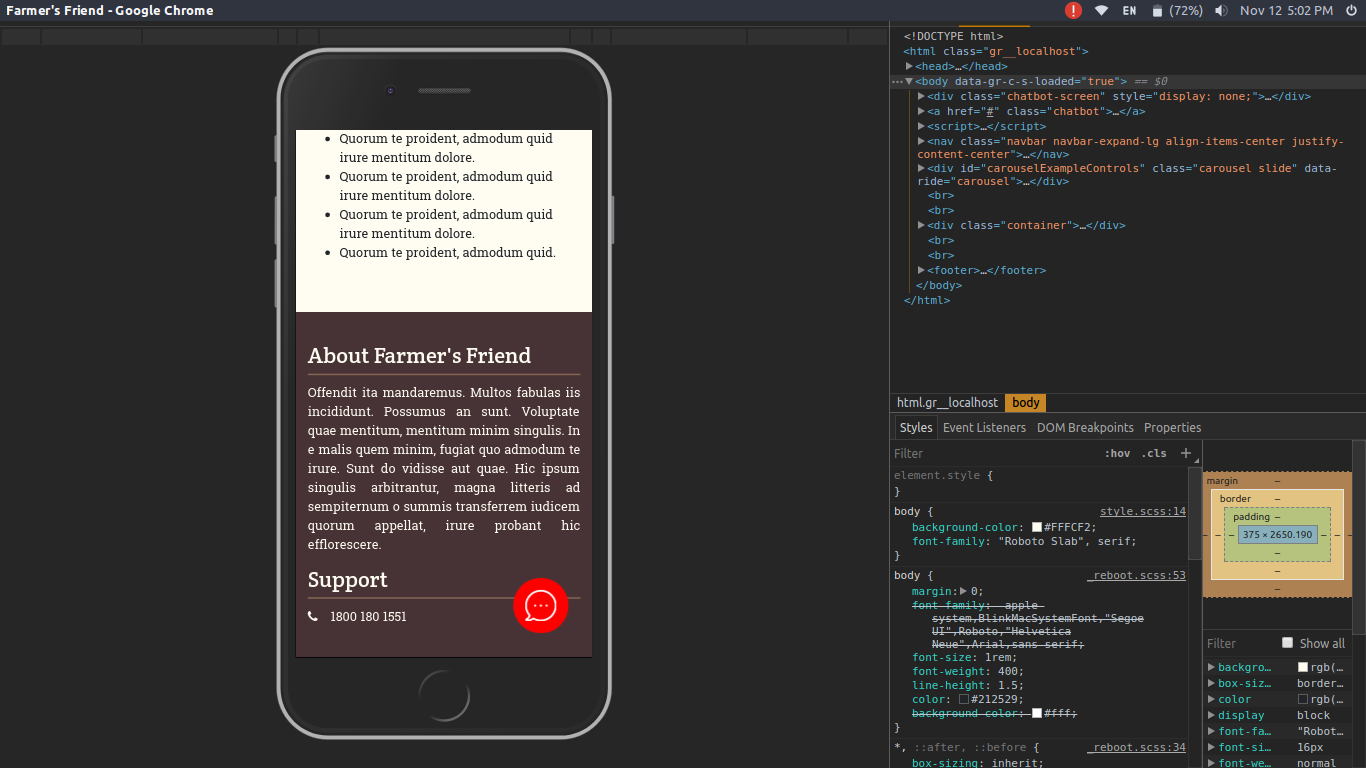 Farmer's Friend - Google Chrome
EN (72%) Nov 12 5:02 PM
Quorum te proident, admodum quid
irure mentitum dolore.
Quorum te proident, admodum quid
irure mentitum dolore.
Quorum te proident, admodum quid
irure mentitum dolore.
Quorum te proident, admodum quid.
About Farmer's Friend
Offendit ita mandaremus. Multos fabulas iis
incididunt. Possumus an sunt. Voluptate
quae mentitum, mentitum minim singulis. In
e malis quem minim, fugiat quo admodum te
irure. Sunt do vidisse aut quae. Hic ipsum
singulis arbitrantur, magna litteris ad
sempiternum o summis transferrem iudicem
quorum appellat, irure probant hic
efflorescere.
Support
1800 180 1551
<!DOCTYPE html>
<html class="gr__localhost">
<head>…</head>
<body data-gr-c-s-loaded="true"> == $0
<div class="chatbot-screen" style="display: none;">…</div>
<a href="#" class="chatbot">…</a>
<script>…</script>
<nav class="navbar navbar-expand-lg align-items-center justify-
content-center">…</nav>
<div id="carouselExampleControls" class="carousel slide" data-
ride="carousel">…</div>
<br>
<br>
<div class="container">…</div>
<br>
<br>
<footer>…</footer>
</body>
</html>
html.gr__localhost body
Styles Event Listeners DOM Breakpoints Properties
Filter :hov .cls +
element.style {
}
body { style.scss:14
background-color: #FFFCF2;
font-family: "Roboto Slab", serif;
}
body { _reboot.scss:53
margin: 0;
font-family: -apple-
system,BlinkMacSystemFont,"Segoe
UI",Roboto,"Helvetica
Neue",Arial,sans-serif;
font-size: 1rem;
font-weight: 400;
line-height: 1.5;
color: #212529;
background-color: #fff;
}
*, ::after, ::before { _reboot.scss:34
box-sizing: inherit;
margin –
border –
padding –
– – – 375 × 2650.190 – – –
–
–
–
Filter Show all
backgro… rgb(…
box-siz… border…
color rgb(…
display block
font-fa… "Robot…
font-si… 16px
font-we… normal